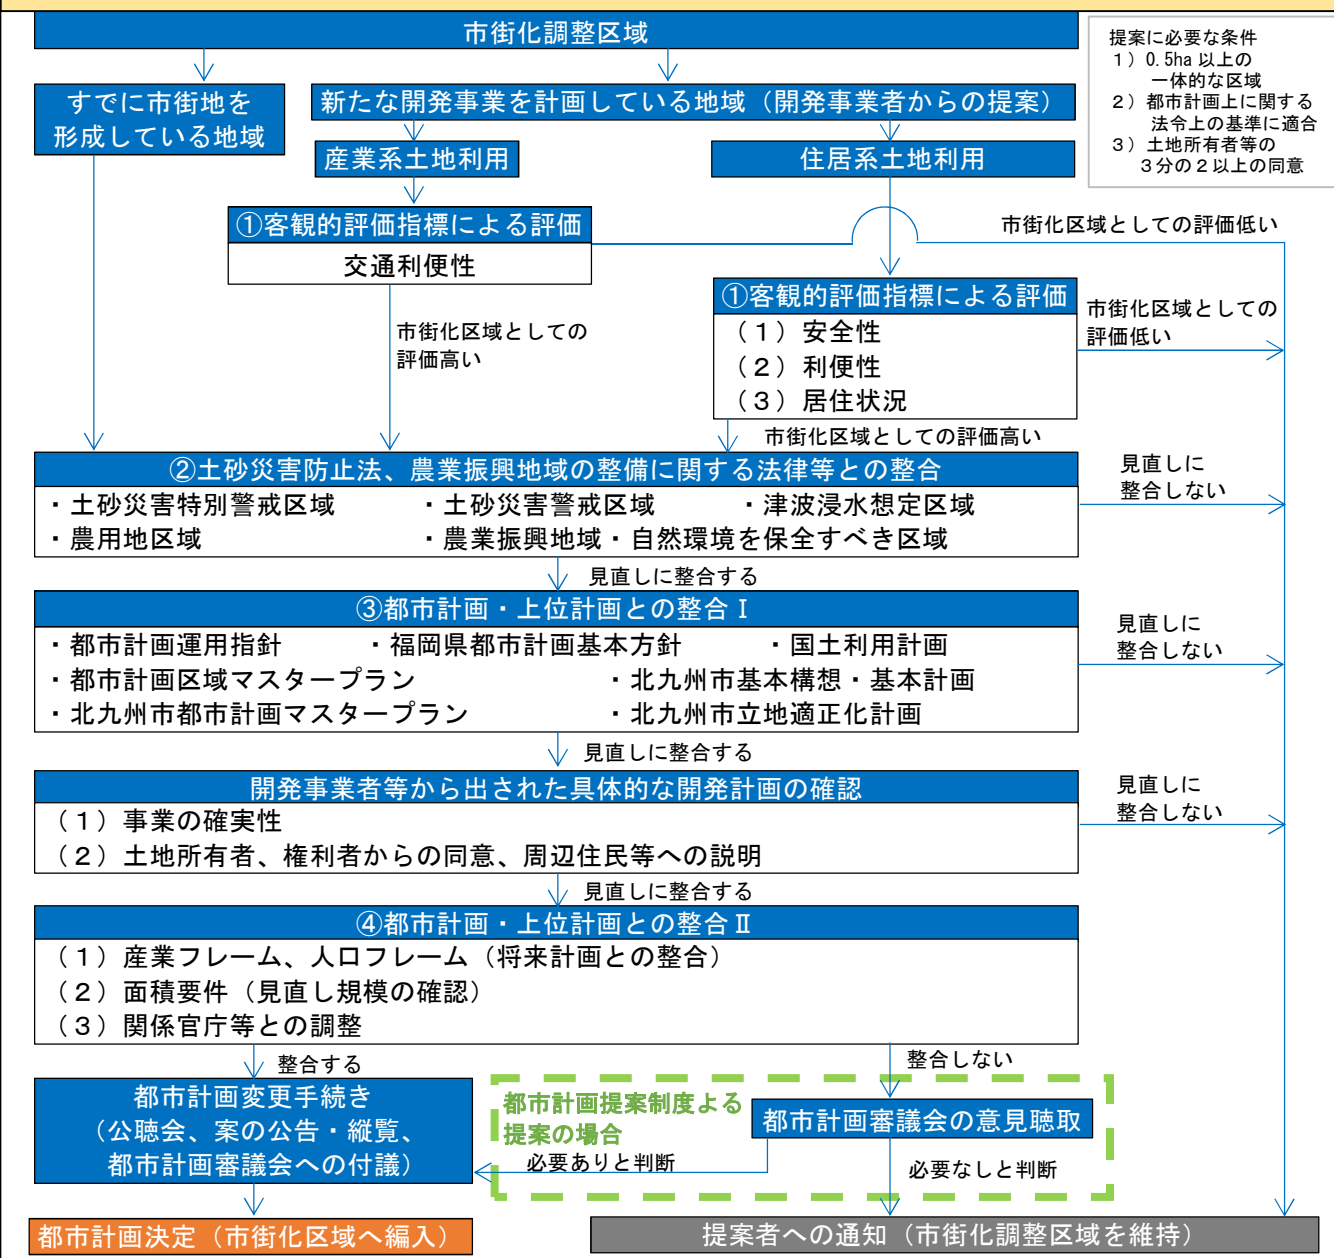 市街化調整区域
提案に必要な条件
1）0.5ha 以上の
一体的な区域
2）都市計画上に関する
法令上の基準に適合
3）土地所有者等の
3分の2以上の同意
すでに市街地を
形成している地域
新たな開発事業を計画している地域（開発事業者からの提案）
産業系土地利用
住居系土地利用
①客観的評価指標による評価
交通利便性
市街化区域としての評価低い
①客観的評価指標による評価
（1）安全性
（2）利便性
（3）居住状況
市街化区域としての
評価低い
市街化区域としての
評価高い
市街化区域としての評価高い
②土砂災害防止法、農業振興地域の整備に関する法律等との整合
・土砂災害特別警戒区域　・土砂災害警戒区域　・津波浸水想定区域
・農用地区域　・農業振興地域・自然環境を保全すべき区域
見直しに
整合しない
見直しに整合する
③都市計画・上位計画との整合Ⅰ
・都市計画運用指針　・福岡県都市計画基本方針　・国土利用計画
・都市計画区域マスタープラン　・北九州市基本構想・基本計画
・北九州市都市計画マスタープラン　・北九州市立地適正化計画
見直しに
整合しない
見直しに整合する
開発事業者等から出された具体的な開発計画の確認
（1）事業の確実性
（2）土地所有者、権利者からの同意、周辺住民等への説明
見直しに
整合しない
見直しに整合する
④都市計画・上位計画との整合Ⅱ
（1）産業フレーム、人口フレーム（将来計画との整合）
（2）面積要件（見直し規模の確認）
（3）関係官庁等との調整
整合する
整合しない
都市計画変更手続き
（公聴会、案の公告・縦覧、
都市計画審議会への付議）
都市計画提案制度よる
提案の場合
都市計画審議会の意見聴取
必要ありと判断
必要なしと判断
都市計画決定（市街化区域へ編入）
提案者への通知（市街化調整区域を維持）